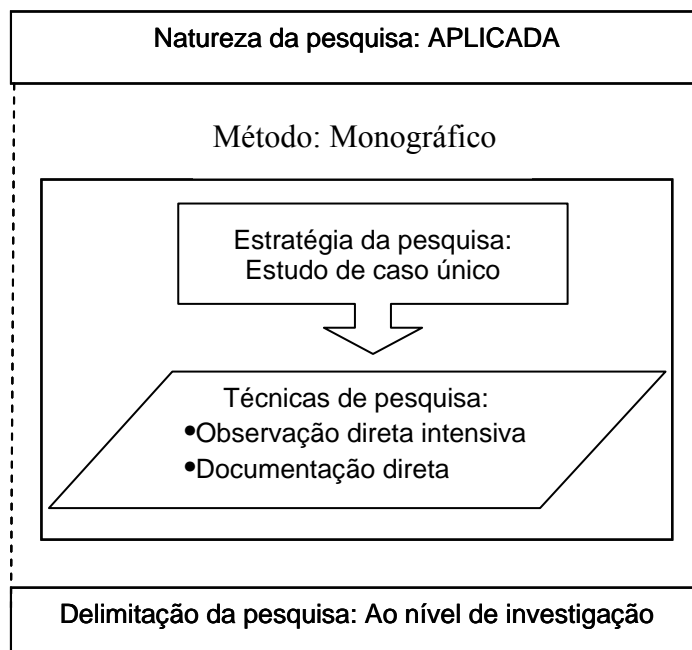 Natureza da pesquisa: APLICADA
Método: Monográfico
Estratégia da pesquisa:
Estudo de caso único
Técnicas de pesquisa:
•Observação direta intensiva
•Documentação direta
Delimitação da pesquisa: Ao nível de investigação